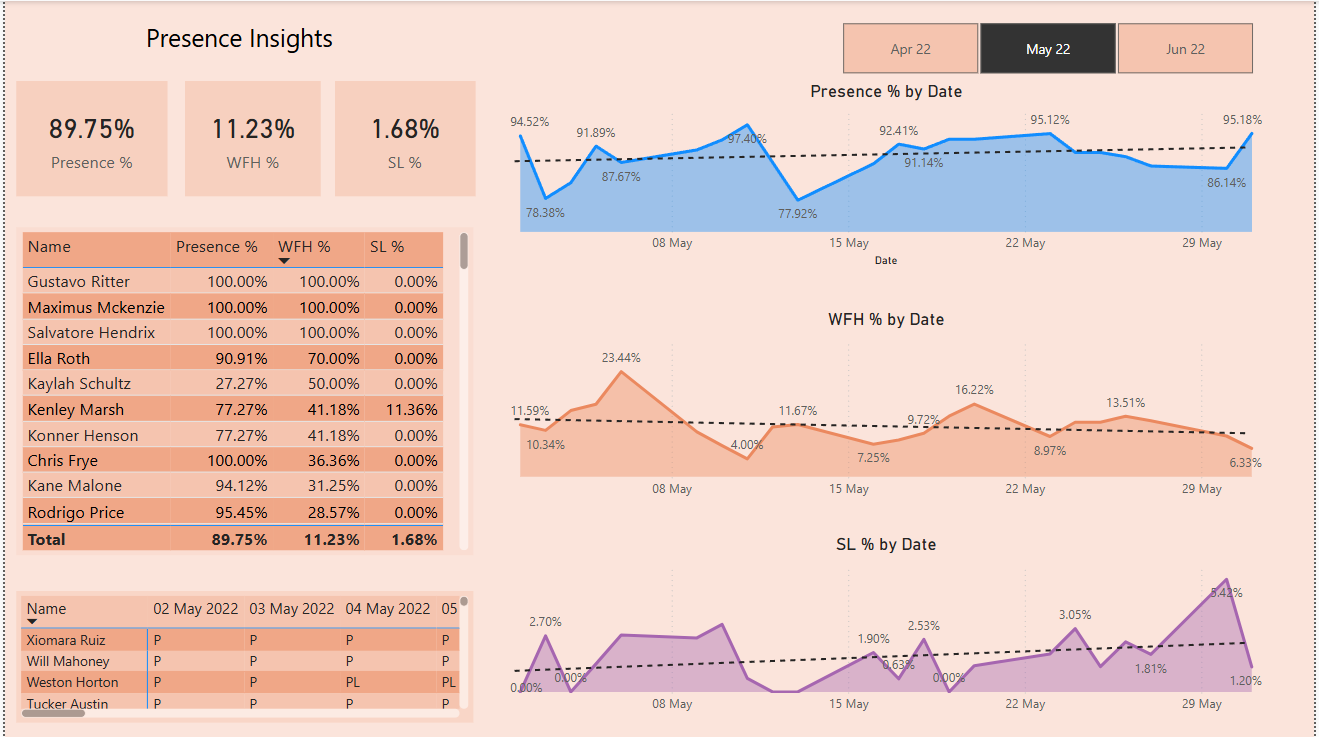 Presence Insights
Apr 22 May 22 Jun 22
89.75%
Presence %
11.23%
WFH %
1.68%
SL %
Name Presence % WFH % SL %
Gustavo Ritter 100.00% 100.00% 0.00%
Maximus Mckenzie 100.00% 100.00% 0.00%
Salvatore Hendrix 100.00% 100.00% 0.00%
Ella Roth 90.91% 70.00% 0.00%
Kaylah Schultz 27.27% 50.00% 0.00%
Kenley Marsh 77.27% 41.18% 11.36%
Konner Henson 77.27% 41.18% 0.00%
Chris Frye 100.00% 36.36% 0.00%
Kane Malone 94.12% 31.25% 0.00%
Rodrigo Price 95.45% 28.57% 0.00%
Total 89.75% 11.23% 1.68%
Name 02 May 2022 03 May 2022 04 May 2022 05
Xiomara Ruiz P P P P
Will Mahoney P P P P
Weston Horton P P PL PL
Tucker Austin P P P P
Presence % by Date
94.52% 91.89% 97.40% 92.41% 95.12% 95.18%
78.38% 87.67% 77.92% 91.14% 86.14%
08 May 15 May 22 May 29 May
Date
WFH % by Date
11.59% 23.44% 11.67% 9.72% 16.22% 13.51%
10.34% 4.00% 7.25% 8.97% 6.33%
08 May 15 May 22 May 29 May
SL % by Date
2.70% 1.90% 2.53% 3.05% 5.42%
0.00% 0.00% 0.63% 0.00% 1.81% 1.20%
08 May 15 May 22 May 29 May